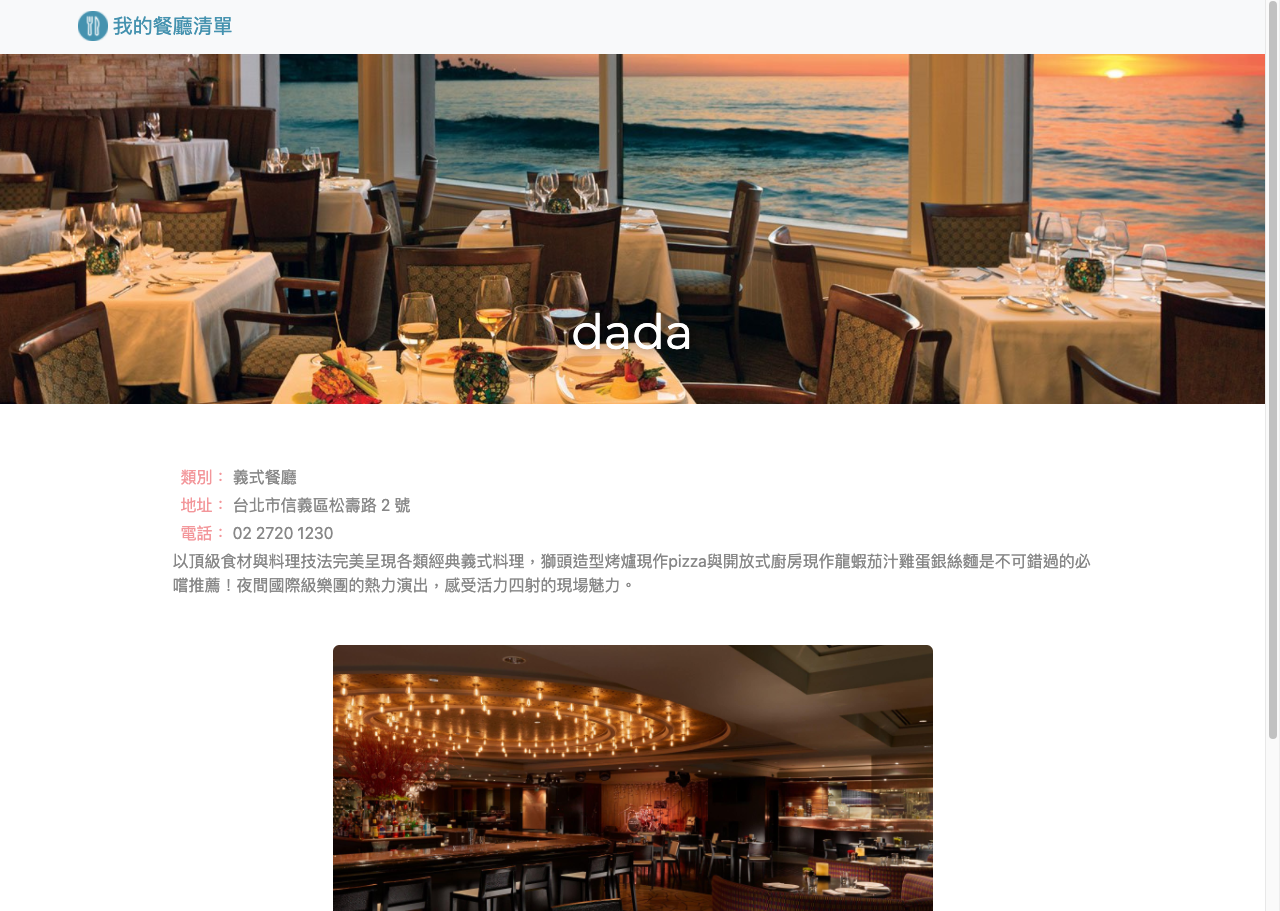 我的餐廳清單
dada
類別： 義式餐廳
地址： 台北市信義區松壽路 2 號
電話： 02 2720 1230
以頂級食材與料理技法完美呈現各類經典義式料理，獅頭造型烤爐現作pizza與開放式廚房現作龍蝦茄汁雞蛋銀絲麵是不可錯過的必
嚐推薦！夜間國際級樂團的熱力演出，感受活力四射的現場魅力。